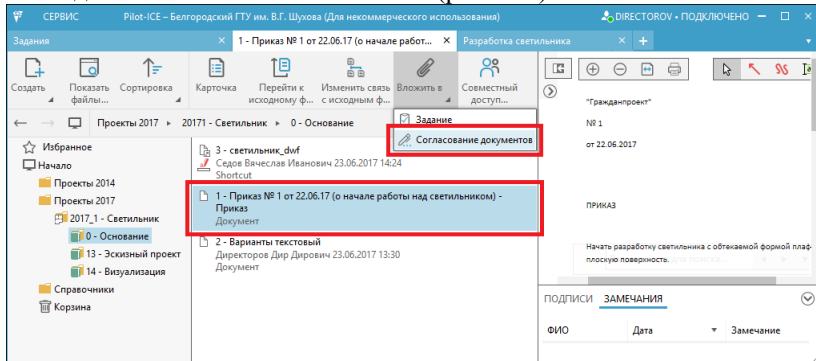 СЕРВИС
Pilot-ICE – Белгородский ГТУ им. В.Г. Шухова (Для некоммерческого использования)
DIRECTOROV • ПОДКЛЮЧЕНО
Задания
1 - Приказ № 1 от 22.06.17 (о начале работ...
Разработка светильника
Создать
Показать файлы...
Сортировка
Карточка
Перейти к исходному ф...
Изменить связь с исходным ф...
Вложить в
Совместный доступ...
Задание
Согласование документов
Проекты 2017 ▸ 20171 - Светильник ▸ 0 - Основание
Избранное
Начало
Проекты 2014
Проекты 2017
2017_1 - Светильник
0 - Основание
13 - Эскизный проект
14 - Визуализация
Справочники
Корзина
3 - светильник_dwf
Седов Вячеслав Иванович 23.06.2017 14:24
Shortcut
1 - Приказ № 1 от 22.06.17 (о начале работы над светильником) -
Приказ
Документ
2 - Варианты текстовый
Директоров Дир Дирович 23.06.2017 13:30
Документ
"Гражданпроект"
№ 1
от 22.06.2017
ПРИКАЗ
Начать разработку светильника с обтекаемой формой плаф
плоскую поверхность.
ПОДПИСИ ЗАМЕЧАНИЯ
ФИО Дата Замечание